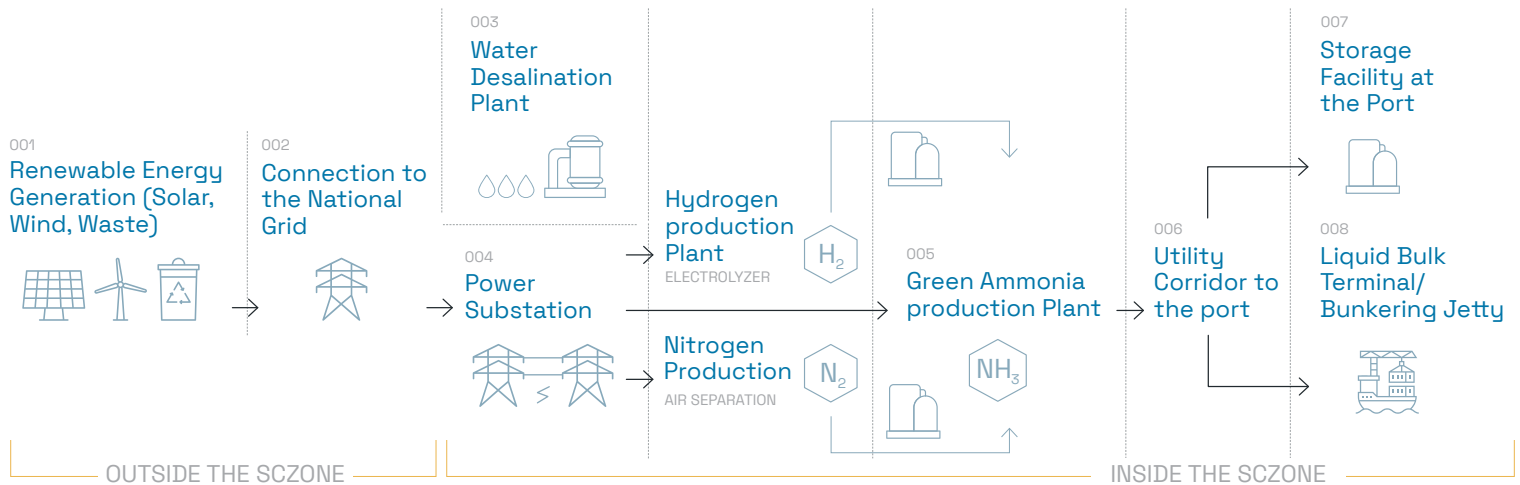 001
Renewable Energy
Generation (Solar,
Wind, Waste)
002
Connection to
the National
Grid
003
Water
Desalination
Plant
004
Power
Substation
Hydrogen
production
Plant
ELECTROLYZER
H2
Nitrogen
Production
AIR SEPARATION
N2
005
Green Ammonia
production Plant
NH3
006
Utility
Corridor to
the port
007
Storage
Facility at
the Port
008
Liquid Bulk
Terminal/
Bunkering Jetty
OUTSIDE THE SCZONE
INSIDE THE SCZONE